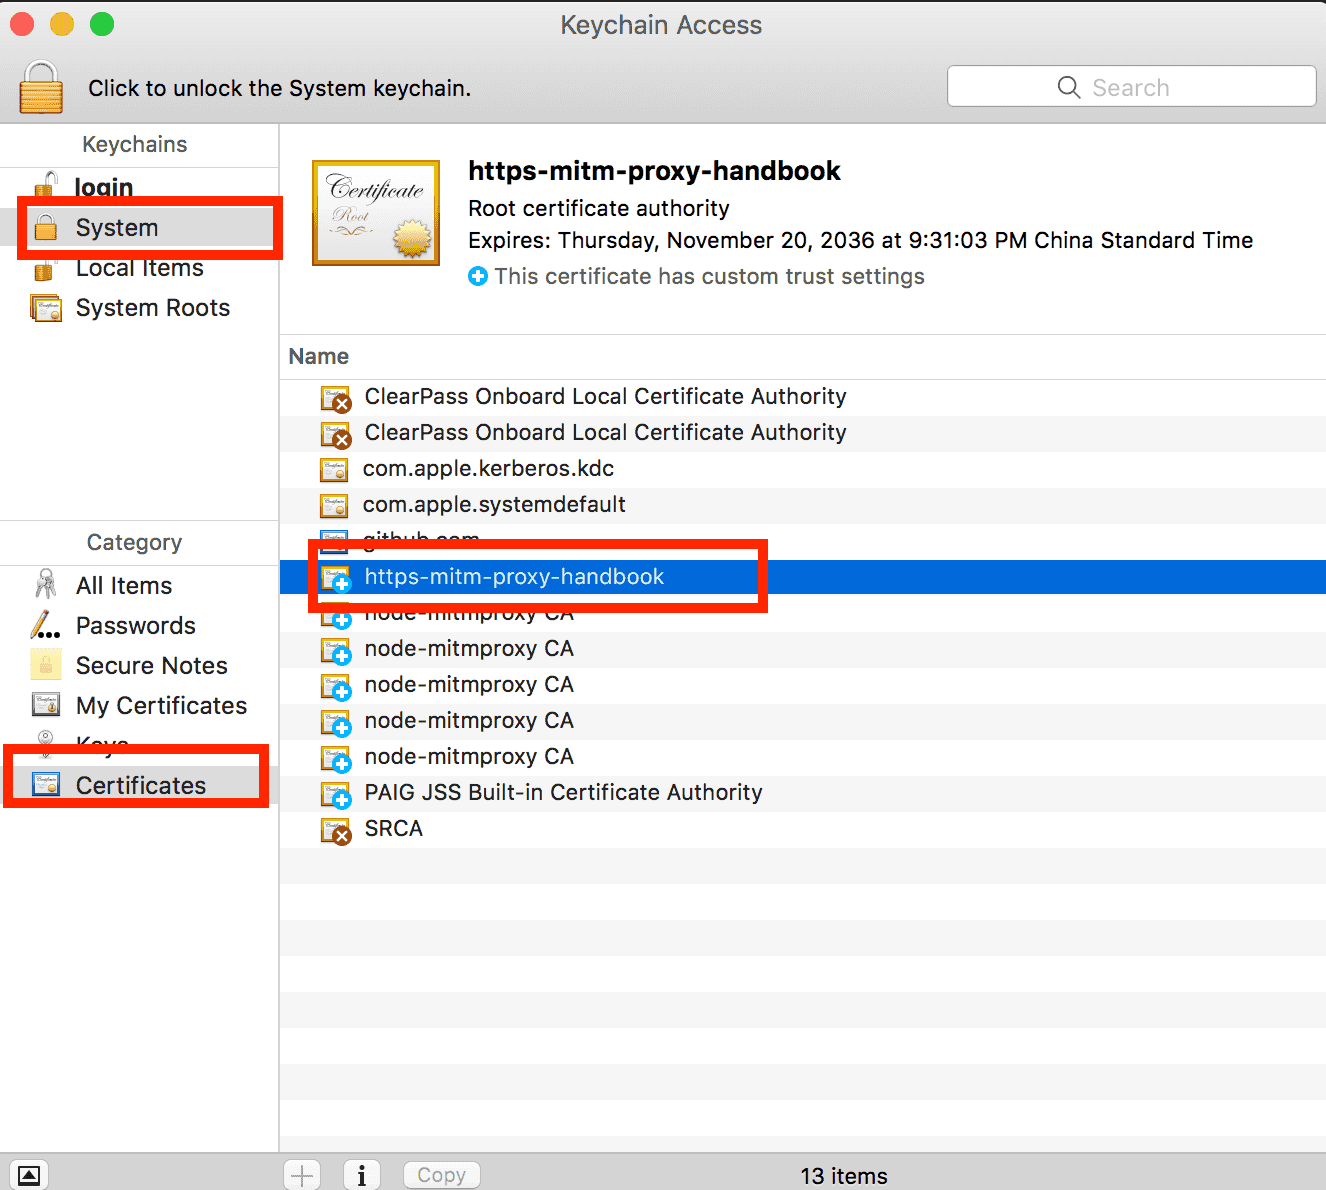 Keychain Access
Click to unlock the System keychain.
Search
Keychains
login
System
Local Items
System Roots
Category
All Items
Passwords
Secure Notes
My Certificates
Keys
Certificates
Certificate
Root
https-mitm-proxy-handbook
Root certificate authority
Expires: Thursday, November 20, 2036 at 9:31:03 PM China Standard Time
This certificate has custom trust settings
Name
ClearPass Onboard Local Certificate Authority
ClearPass Onboard Local Certificate Authority
com.apple.kerberos.kdc
com.apple.systemdefault
github.com
https-mitm-proxy-handbook
node-mitmproxy CA
node-mitmproxy CA
node-mitmproxy CA
node-mitmproxy CA
node-mitmproxy CA
PAIG JSS Built-in Certificate Authority
SRCA
Copy
13 items